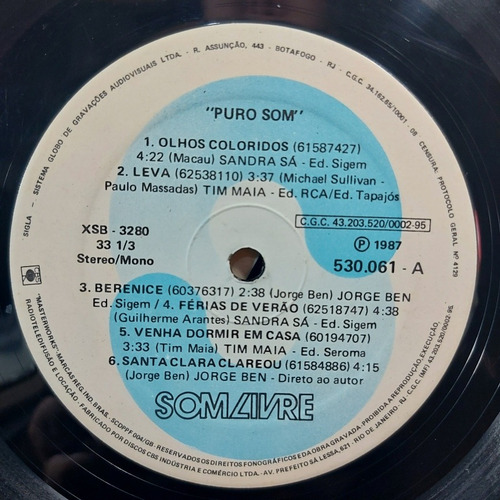 SIGLA - SISTEMA GLOBO DE GRAVAÇÕES AUDIOVISUAIS LTDA. - R. ASSUNÇÃO, 443 - BOTAFOGO - RJ - C.G.C. 34.162.65/10001 - 08 CENSURA: PROTOCOLO GERAL Nº 4129
"PURO SOM"
1. OLHOS COLORIDOS (61587427)
4:22 (Macau) SANDRA SÁ - Ed. Sigem
2. LEVA (62538110) 3:37 (Michael Sullivan -
Paulo Massadas) TIM MAIA - Ed. RCA/Ed. Tapajós
C.G.C. 43.203.520/0002-95
XSB - 3280
33 1/3
Stereo/Mono
Ⓟ 1987
530.061 - A
3. BERENICE (60376317) 2:38 (Jorge Ben) JORGE BEN
Ed. Sigem / 4. FÉRIAS DE VERÃO (62518747) 4:38
(Guilherme Arantes) SANDRA SÁ - Ed. Sigem
5. VENHA DORMIR EM CASA (60194707)
3:33 (Tim Maia) TIM MAIA - Ed. Seroma
6. SANTA CLARA CLAREOU (61584886) 4:15
(Jorge Ben) JORGE BEN - Direto ao autor
SOM LIVRE
"MASTERWORKS" - MARCAS REG. IND. BRAS. - SCDPPF 004/GB.
RESERVADOS OS DIREITOS FONOGRÁFICOS E DA OBRA GRAVADA. PROIBIDA A REPRODUÇÃO, EXECUÇÃO,
RADIOTELEDIFUSÃO E LOCAÇÃO - FABRICADO POR DISCOS CBS INDÚSTRIA E COMÉRCIO LTDA. - AV. PREFEITO SÁ LESSA, 621 - RIO DE JANEIRO - RJ - C.G.C. (MF) 43.203.520/0002-95